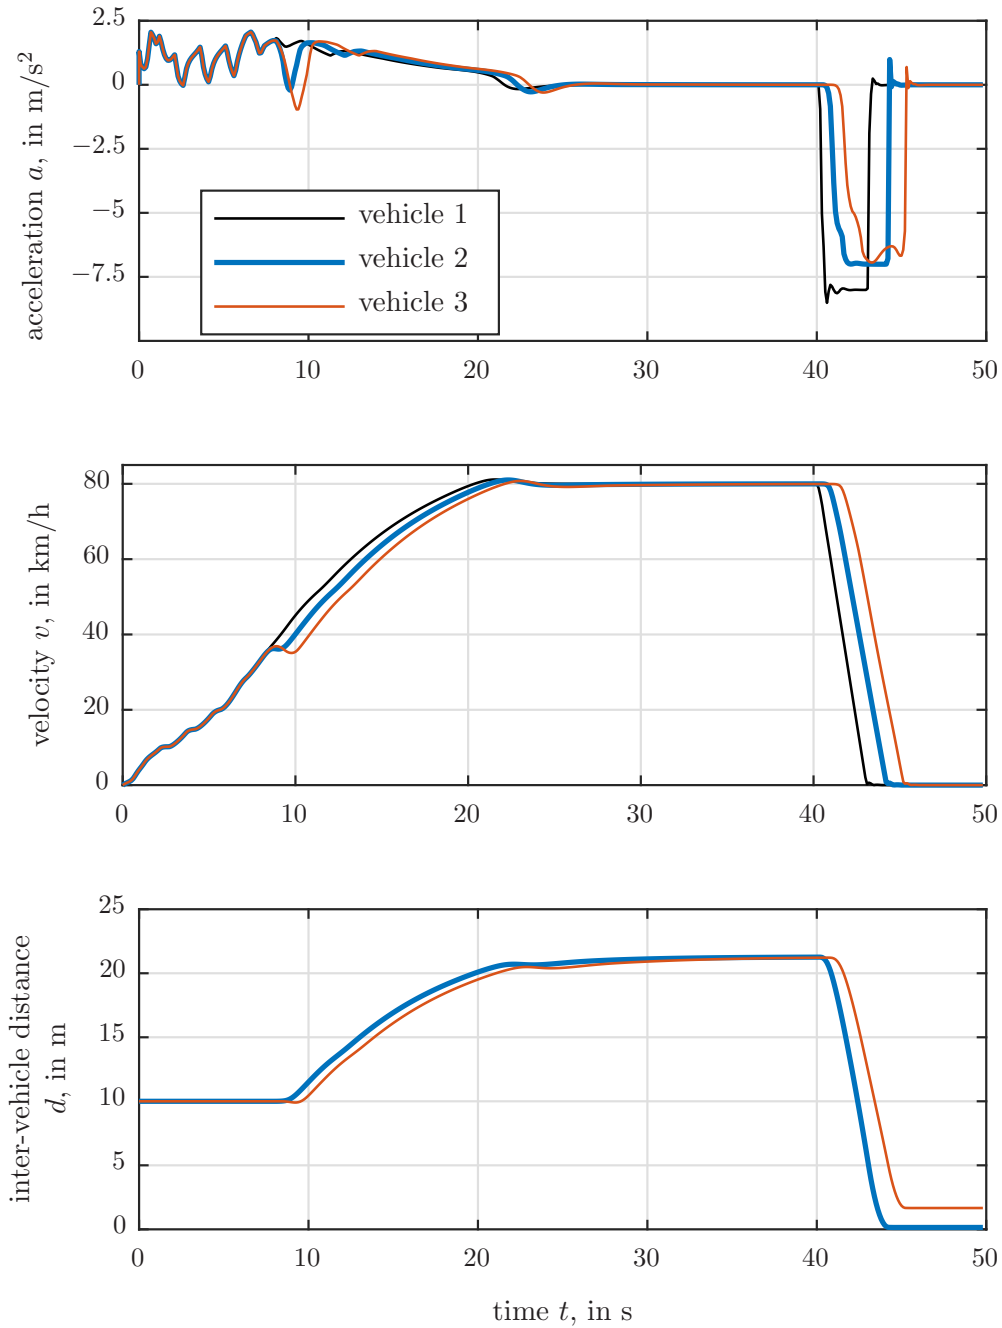 2.5
0
−2.5
−5
−7.5
acceleration a, in m/s²
vehicle 1
vehicle 2
vehicle 3
0 10 20 30 40 50
80
60
40
20
0
velocity v, in km/h
0 10 20 30 40 50
25
20
15
10
5
0
inter-vehicle distance
d, in m
0 10 20 30 40 50
time t, in s